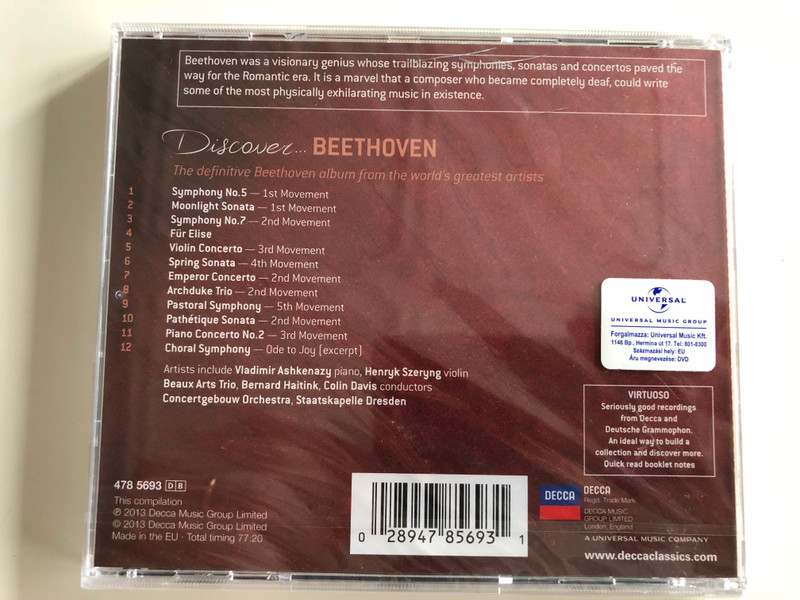 Beethoven was a visionary genius whose trailblazing symphonies, sonatas and concertos paved the
way for the Romantic era. It is a marvel that a composer who became completely deaf, could write
some of the most physically exhilarating music in existence.
Discover... BEETHOVEN
The definitive Beethoven album from the world's greatest artists
1 Symphony No.5 — 1st Movement
2 Moonlight Sonata — 1st Movement
3 Symphony No.7 — 2nd Movement
4 Für Elise
5 Violin Concerto — 3rd Movement
6 Spring Sonata — 4th Movement
7 Emperor Concerto — 2nd Movement
8 Archduke Trio — 2nd Movement
9 Pastoral Symphony — 5th Movement
10 Pathétique Sonata — 2nd Movement
11 Piano Concerto No.2 — 3rd Movement
12 Choral Symphony — Ode to Joy (excerpt)
Artists include Vladimir Ashkenazy piano, Henryk Szeryng violin
Beaux Arts Trio, Bernard Haitink, Colin Davis conductors
Concertgebouw Orchestra, Staatskapelle Dresden
UNIVERSAL
UNIVERSAL MUSIC GROUP
Forgalmazza: Universal Music Kft.
1146 Bp., Hermina út 17. Tel: 801-8300
Származási hely: EU
Áru megnevezése: DVD
VIRTUOSO
Seriously good recordings
from Decca and
Deutsche Grammophon.
An ideal way to build a
collection and discover more.
Quick read booklet notes
478 5693 DB
This compilation
℗ 2013 Decca Music Group Limited
© 2013 Decca Music Group Limited
Made in the EU · Total timing 77.20
0 28947 85693 1
DECCA
DECCA
Regd. Trade Mark
DECCA MUSIC
GROUP LIMITED
London, England
A UNIVERSAL MUSIC COMPANY
www.deccaclassics.com